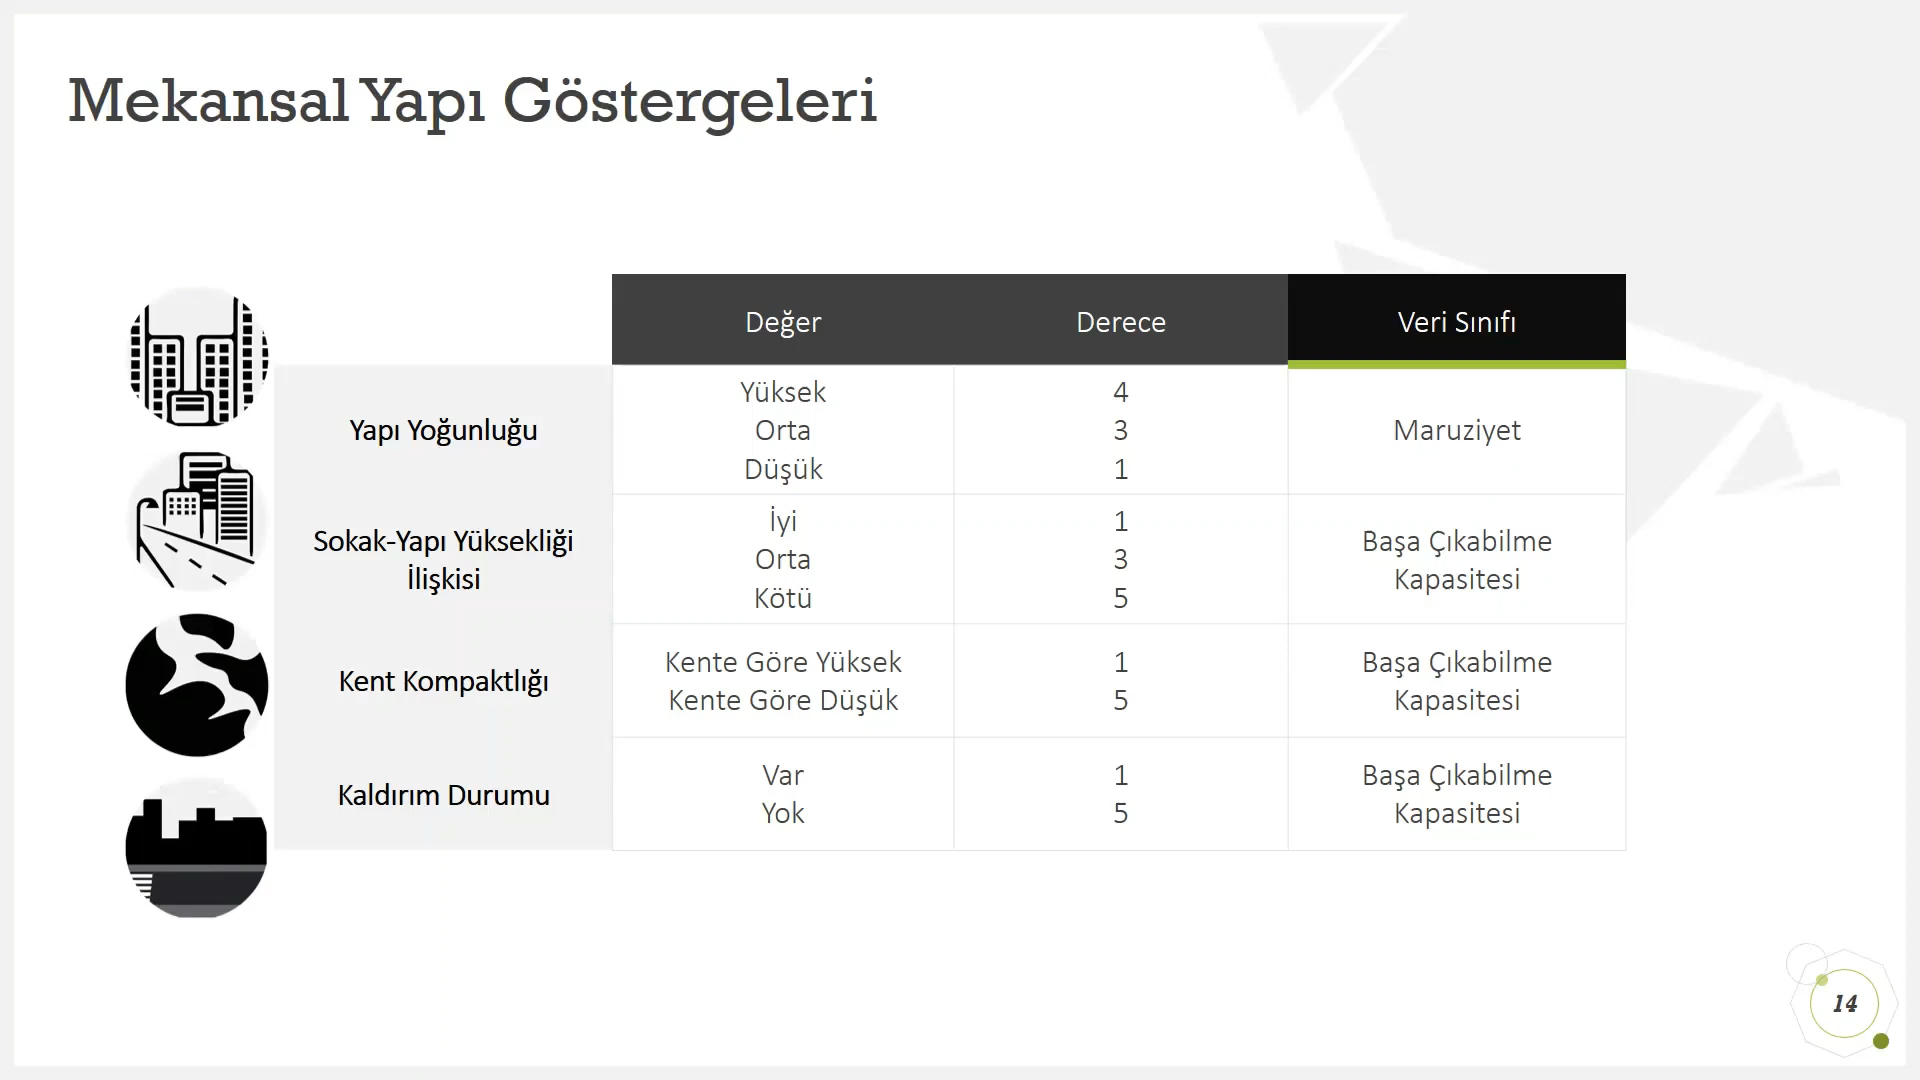 Mekansal Yapı Göstergeleri
Değer Derece Veri Sınıfı
Yapı Yoğunluğu
Yüksek 4
Orta 3
Düşük 1
Maruziyet
Sokak-Yapı Yüksekliği
İlişkisi
İyi 1
Orta 3
Kötü 5
Başa Çıkabilme
Kapasitesi
Kent Kompaktlığı
Kente Göre Yüksek 1
Kente Göre Düşük 5
Başa Çıkabilme
Kapasitesi
Kaldırım Durumu
Var 1
Yok 5
Başa Çıkabilme
Kapasitesi
14